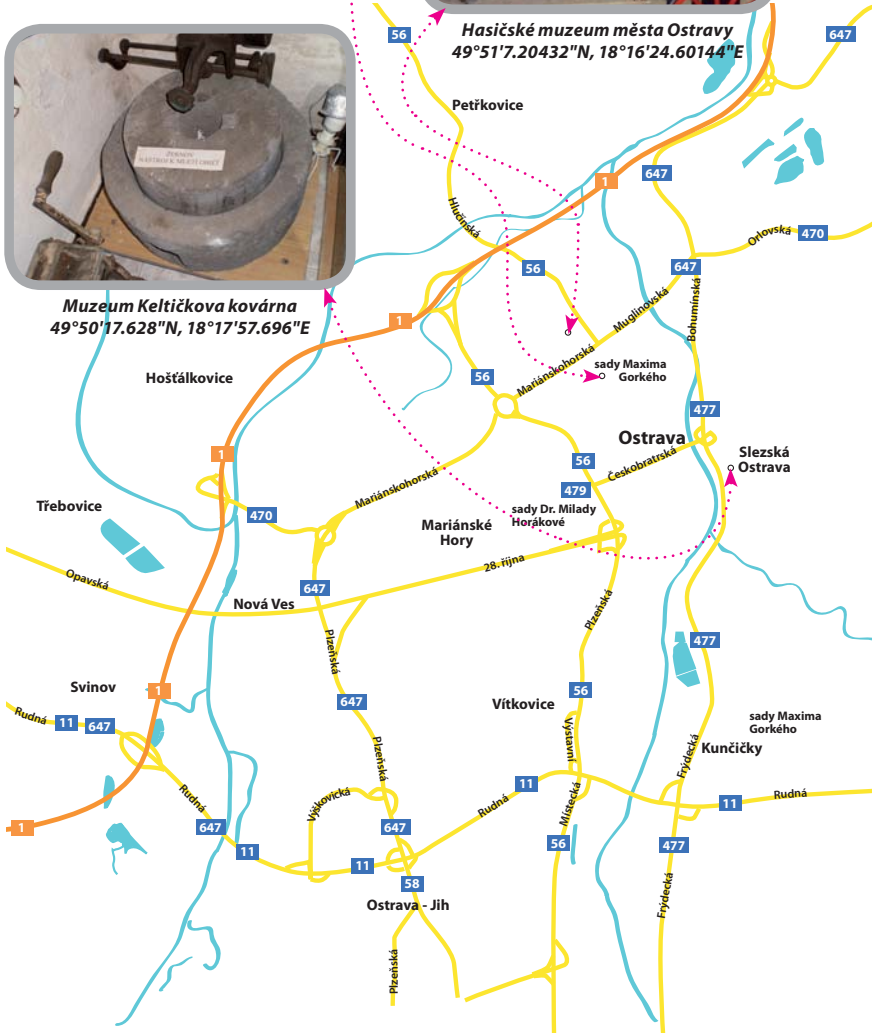 Hasičské muzeum města Ostravy
49°51'7.20432"N, 18°16'24.60144"E
56
647
Petřkovice
ŽERNOV
NÁSTROJ K MLETÍ OBILÍ
1
647
Hlučínská
Orlovská
470
56
647
Muglinovská
Bohumínská
Muzeum Keltičkova kovárna
49°50'17.628"N, 18°17'57.696"E
1
Mariánskohorská
sady Maxima
Gorkého
Hošťálkovice
56
477
Ostrava
1
56
Českobratrská
Slezská
Ostrava
Mariánskohorská
479
Třebovice
470
sady Dr. Milady
Horákové
Mariánské
Hory
28. října
Opavská
647
Nová Ves
Plzeňská
Plzeňská
477
Svinov
1
56
647
Vítkovice
Rudná
11
647
Výstavní
sady Maxima
Gorkého
Kunčičky
Plzeňská
Frýdecká
Rudná
Výškovická
11
Rudná
Místecká
11
Rudná
1
647
647
11
11
56
477
58
Ostrava - Jih
Frýdecká
Plzeňská